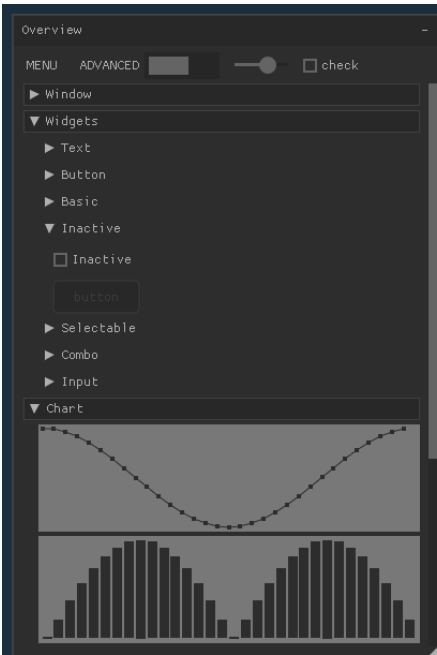 Overview
MENU ADVANCED check
Window
Widgets
Text
Button
Basic
Inactive
Inactive
button
Selectable
Combo
Input
Chart